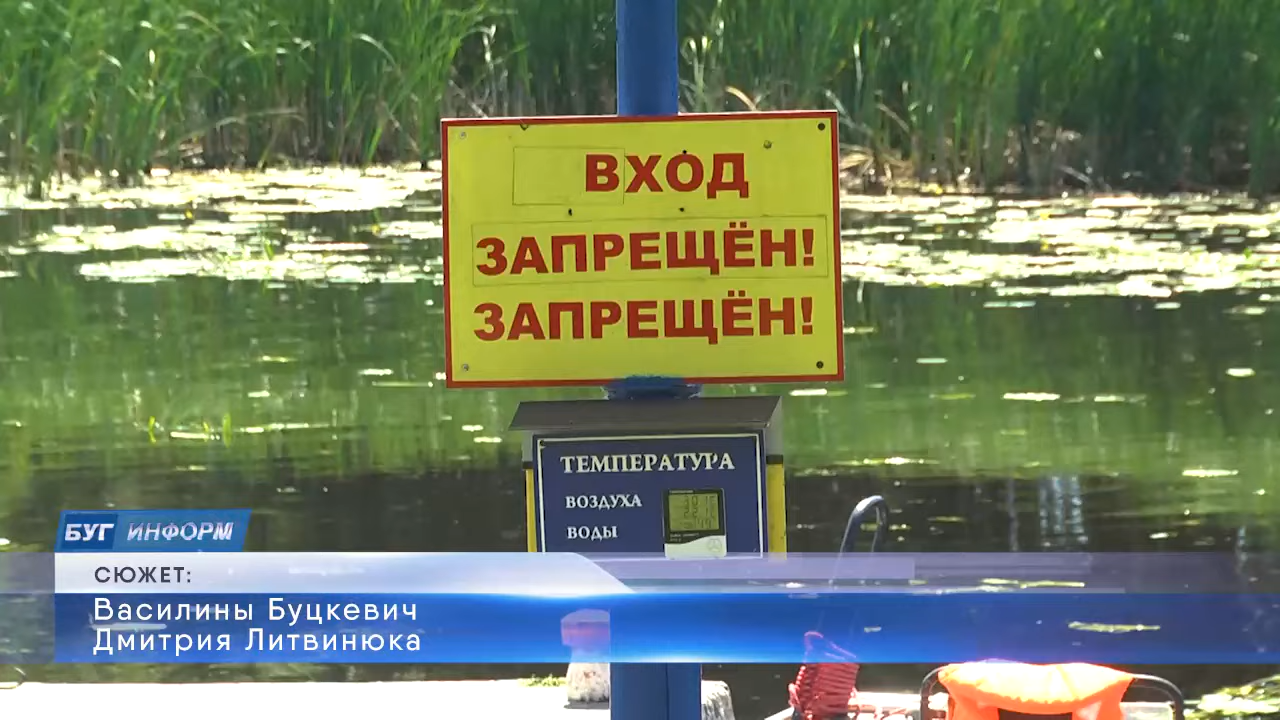 ВХОД
ЗАПРЕЩЁН!
ЗАПРЕЩЁН!
ТЕМПЕРАТУРА
ВОЗДУХА
ВОДЫ
БУГ ИНФОРМ
СЮЖЕТ:
Василины Буцкевич
Дмитрия Литвинюка